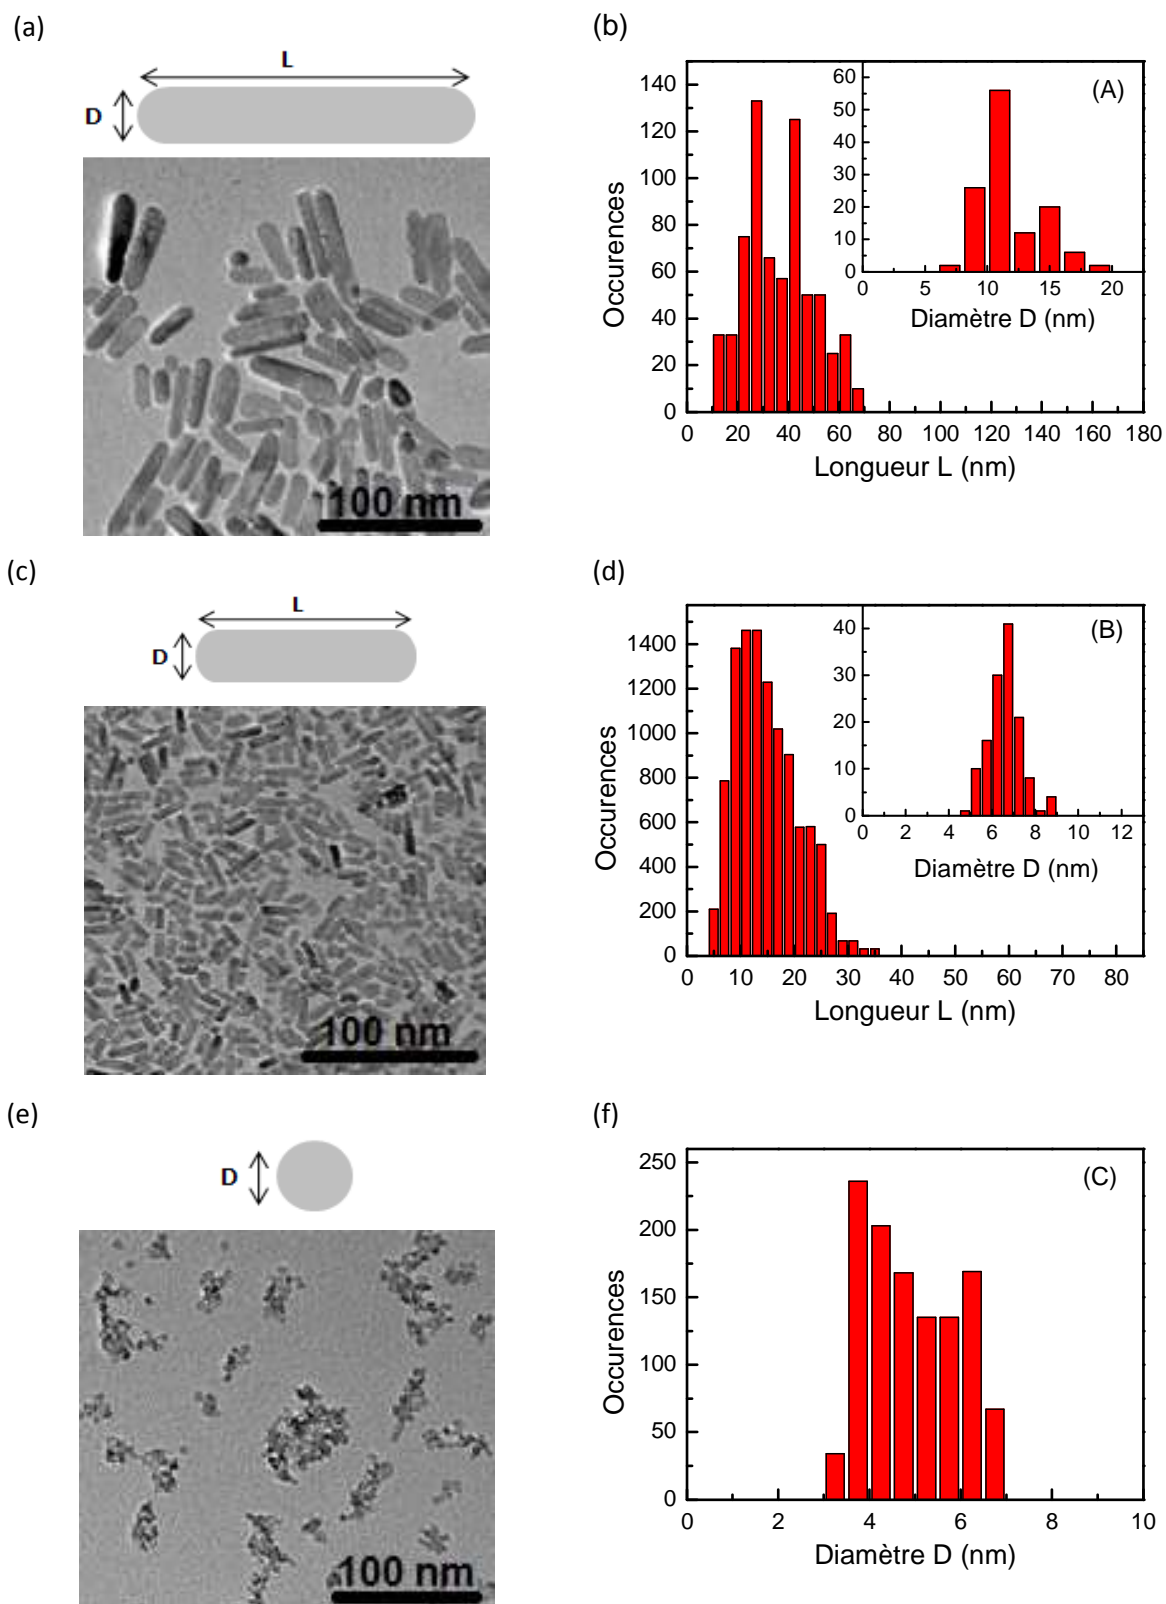 (a)
L
D
100 nm
(b)
140
120
100
80
60
40
20
0
Occurences
0 20 40 60 80 100 120 140 160 180
Longueur L (nm)
(A)
60
50
40
30
20
10
0
0 5 10 15 20
Diamètre D (nm)
(c)
L
D
100 nm
(d)
1400
1200
1000
800
600
400
200
0
Occurences
0 10 20 30 40 50 60 70 80
Longueur L (nm)
(B)
40
30
20
10
0
0 2 4 6 8 10 12
Diamètre D (nm)
(e)
D
100 nm
(f)
250
200
150
100
50
0
Occurences
(C)
0 2 4 6 8 10
Diamètre D (nm)